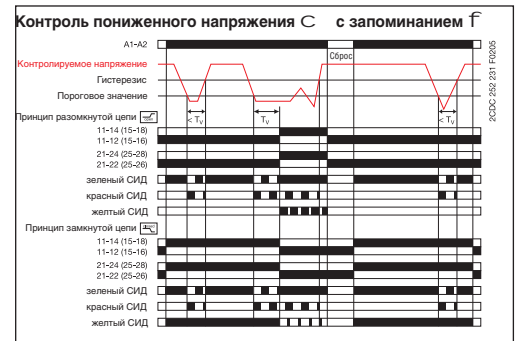 Контроль пониженного напряжения C с запоминанием f
A1-A2
Сброс
Контролируемое напряжение
Гистерезис
Пороговое значение
< Tv Tv < Tv
Принцип разомкнутой цепи
11-14 (15-18)
11-12 (15-16)
21-24 (25-28)
21-22 (25-26)
зеленый СИД
красный СИД
желтый СИД
Принцип замкнутой цепи
11-14 (15-18)
11-12 (15-16)
21-24 (25-28)
21-22 (25-26)
зеленый СИД
красный СИД
желтый СИД
2CDC 252 231 F0205